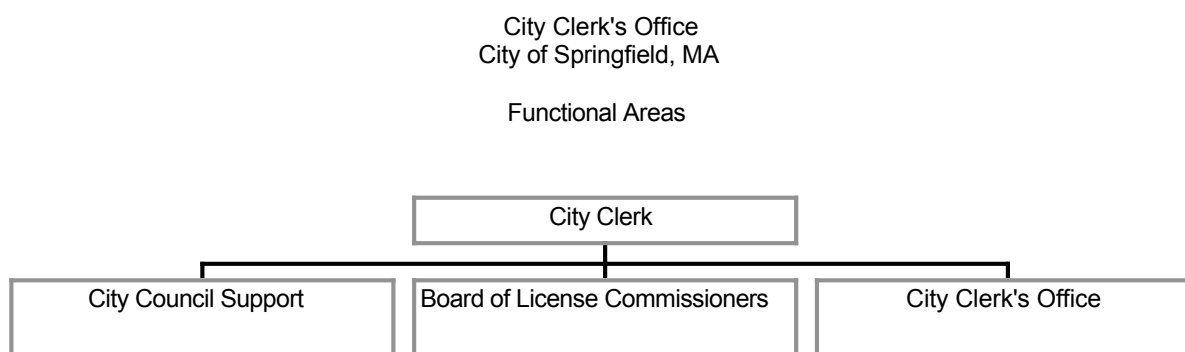 City Clerk's Office
City of Springfield, MA
Functional Areas
City Clerk
City Council Support
Board of License Commissioners
City Clerk's Office